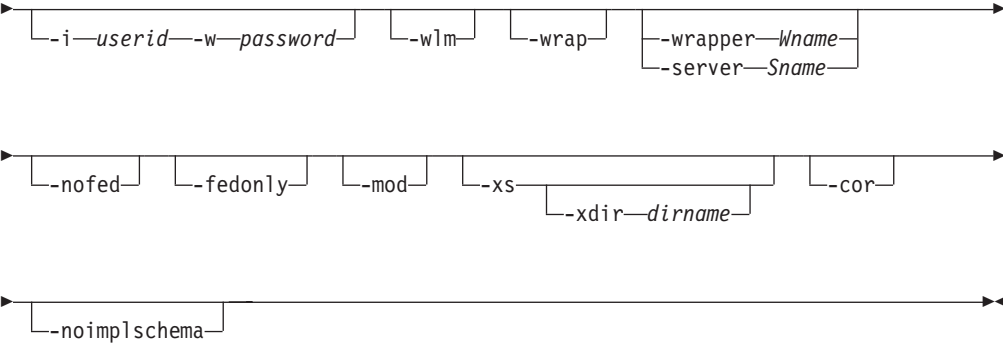 -i userid -w password -wlm -wrap -wrapper Wname
-server Sname
-nofed -fedonly -mod -xs -cor
-xdir dirname
-noimplschema